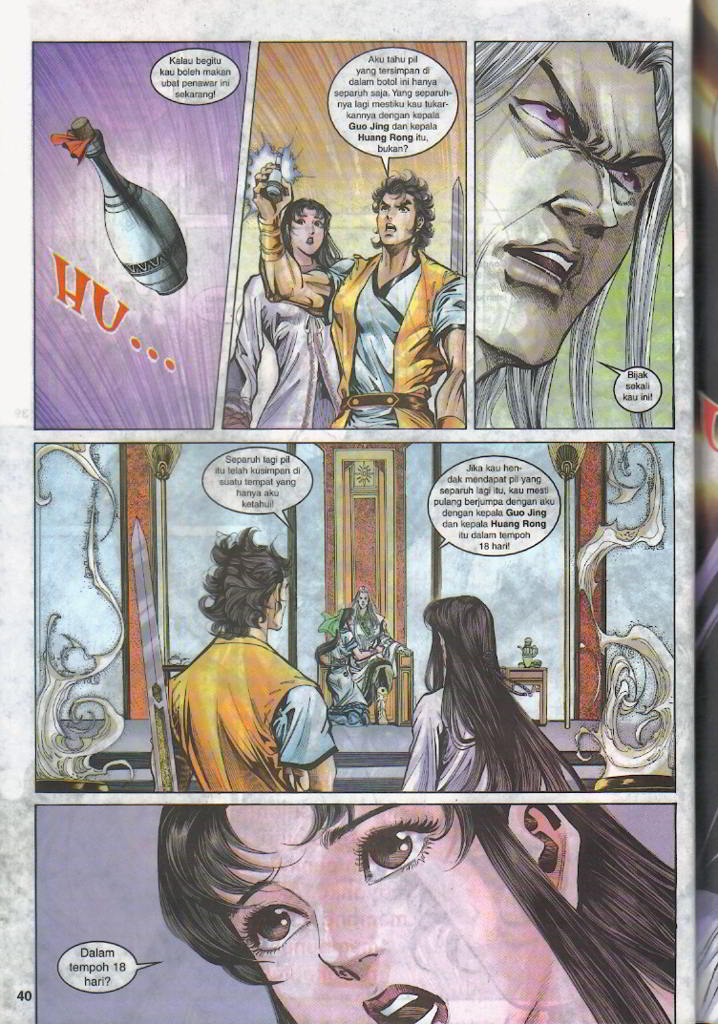 Kalau begitu
kau boleh makan
ubat penawar ini
sekarang!
Aku tahu pil
yang tersimpan di
dalam botol ini hanya
separuh saja. Yang separuh-
nya lagi mestiku kau tukar-
kannya dengan kepala
Guo Jing dan kepala
Huang Rong itu,
bukan?
HU...
Bijak
sekali
kau ini!
Separuh lagi pil
itu telah kusimpan di
suatu tempat yang
hanya aku
ketahui!
Jika kau hen-
dak mendapat pil yang
separuh lagi itu, kau mesti
pulang berjumpa dengan aku
dengan kepala Guo Jing
dan kepala Huang Rong
itu dalam tempoh
18 hari!
Dalam
tempoh 18
hari?
40